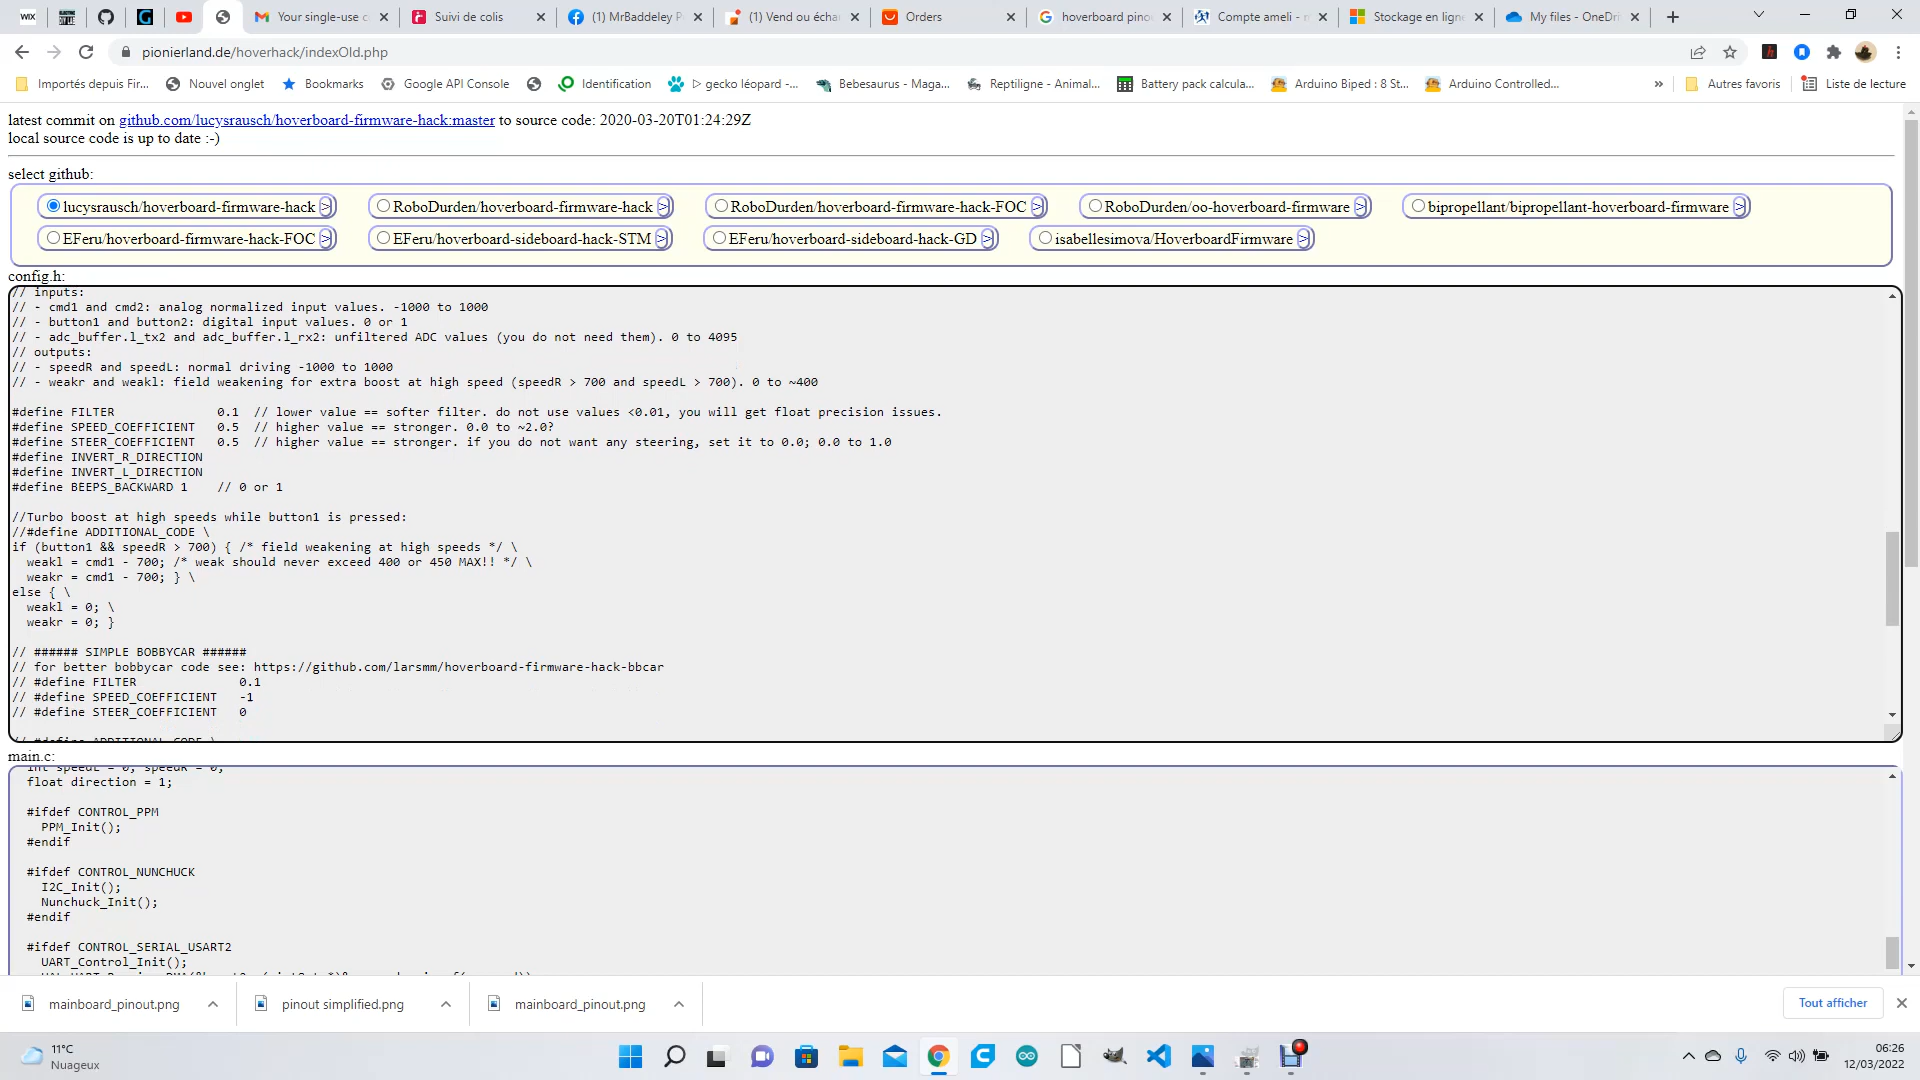 WIX
Your single-use c
Suivi de colis
(1) MrBaddeley P
(1) Vend ou échan
Orders
hoverboard pino
Compte ameli - m
Stockage en lign
My files - OneDri
pionierland.de/hoverhack/indexOld.php
Importés depuis Fir...
Nouvel onglet
Bookmarks
Google API Console
Identification
▷ gecko léopard -...
Bebesaurus - Maga...
Reptiligne - Animal...
Battery pack calcula...
Arduino Biped : 8 St...
Arduino Controlled...
»
Autres favoris
Liste de lecture
latest commit on github.com/lucysrausch/hoverboard-firmware-hack:master to source code: 2020-03-20T01:24:29Z
local source code is up to date :-)
select github:
lucysrausch/hoverboard-firmware-hack >
RoboDurden/hoverboard-firmware-hack >
RoboDurden/hoverboard-firmware-hack-FOC >
RoboDurden/oo-hoverboard-firmware >
bipropellant/bipropellant-hoverboard-firmware >
EFeru/hoverboard-firmware-hack-FOC >
EFeru/hoverboard-sideboard-hack-STM >
EFeru/hoverboard-sideboard-hack-GD >
isabellesimova/HoverboardFirmware >
config.h:
// inputs:
// - cmd1 and cmd2: analog normalized input values. -1000 to 1000
// - button1 and button2: digital input values. 0 or 1
// - adc_buffer.l_tx2 and adc_buffer.l_rx2: unfiltered ADC values (you do not need them). 0 to 4095
// outputs:
// - speedR and speedL: normal driving -1000 to 1000
// - weakr and weakl: field weakening for extra boost at high speed (speedR > 700 and speedL > 700). 0 to ~400
#define FILTER 0.1 // lower value == softer filter. do not use values <0.01, you will get float precision issues.
#define SPEED_COEFFICIENT 0.5 // higher value == stronger. 0.0 to ~2.0?
#define STEER_COEFFICIENT 0.5 // higher value == stronger. if you do not want any steering, set it to 0.0; 0.0 to 1.0
#define INVERT_R_DIRECTION
#define INVERT_L_DIRECTION
#define BEEPS_BACKWARD 1 // 0 or 1
//Turbo boost at high speeds while button1 is pressed:
//#define ADDITIONAL_CODE \
if (button1 && speedR > 700) { /* field weakening at high speeds */ \
weakl = cmd1 - 700; /* weak should never exceed 400 or 450 MAX!! */ \
weakr = cmd1 - 700; } \
else { \
weakl = 0; \
weakr = 0; }
// ###### SIMPLE BOBBYCAR ######
// for better bobbycar code see: https://github.com/larsmm/hoverboard-firmware-hack-bbcar
// #define FILTER 0.1
// #define SPEED_COEFFICIENT -1
// #define STEER_COEFFICIENT 0
// #define ADDITIONAL_CODE \
main.c:
int speedL = 0, speedR = 0;
float direction = 1;
#ifdef CONTROL_PPM
PPM_Init();
#endif
#ifdef CONTROL_NUNCHUCK
I2C_Init();
Nunchuck_Init();
#endif
#ifdef CONTROL_SERIAL_USART2
UART_Control_Init();
mainboard_pinout.png
pinout simplified.png
mainboard_pinout.png
Tout afficher
11°C
Nuageux
06:26
12/03/2022